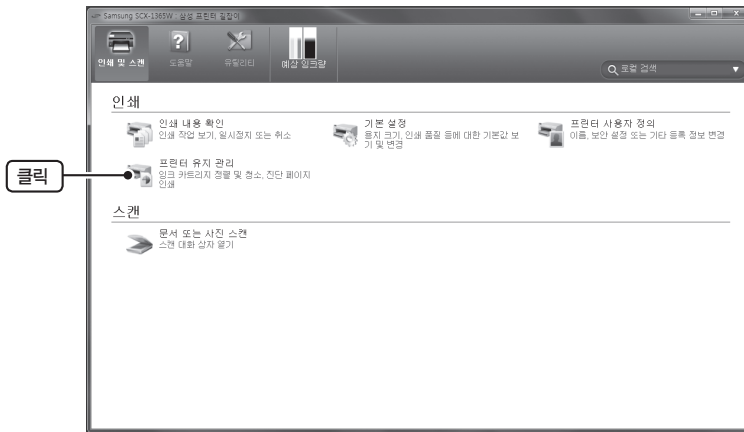 Samsung SCX-1365W : 삼성 프린터 길잡이
인쇄 및 스캔
도움말
유틸리티
예상 잉크량
로컬 검색
인쇄
인쇄 내용 확인
인쇄 작업 보기, 일시정지 또는 취소
기본 설정
용지 크기, 인쇄 품질 등에 대한 기본값 보
기 및 변경
프린터 사용자 정의
이름, 보안 설정 또는 기타 등록 정보 변경
클릭
프린터 유지 관리
잉크 카트리지 정렬 및 청소, 진단 페이지
인쇄
스캔
문서 또는 사진 스캔
스캔 대화 상자 열기